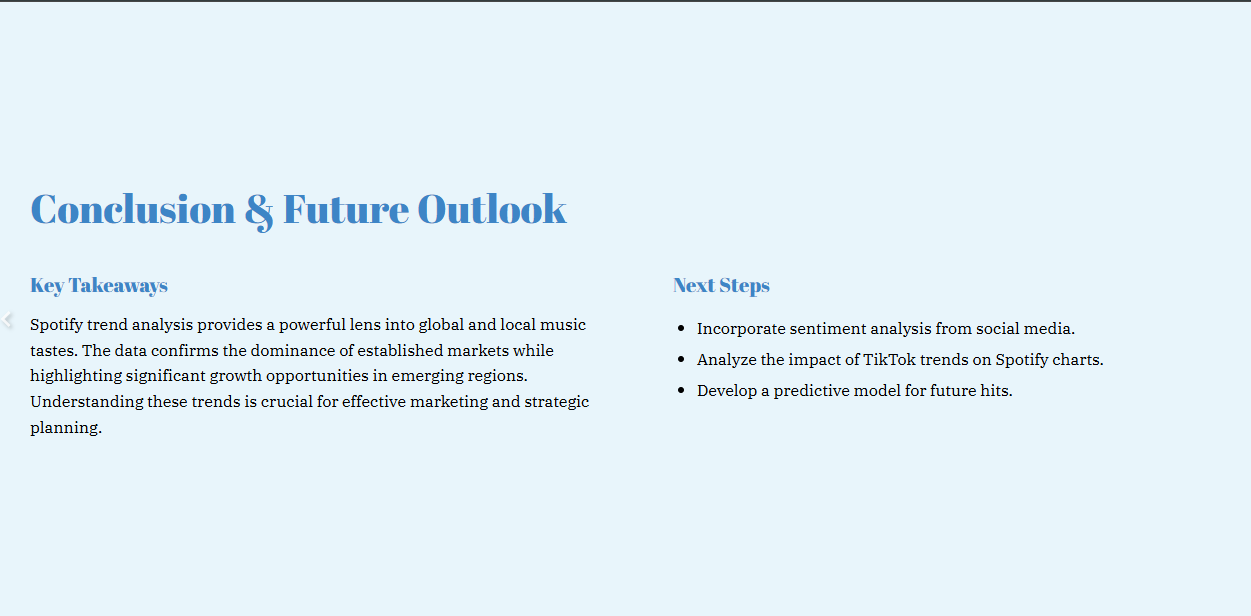 Conclusion & Future Outlook
Key Takeaways
Spotify trend analysis provides a powerful lens into global and local music
tastes. The data confirms the dominance of established markets while
highlighting significant growth opportunities in emerging regions.
Understanding these trends is crucial for effective marketing and strategic
planning.
Next Steps
• Incorporate sentiment analysis from social media.
• Analyze the impact of TikTok trends on Spotify charts.
• Develop a predictive model for future hits.